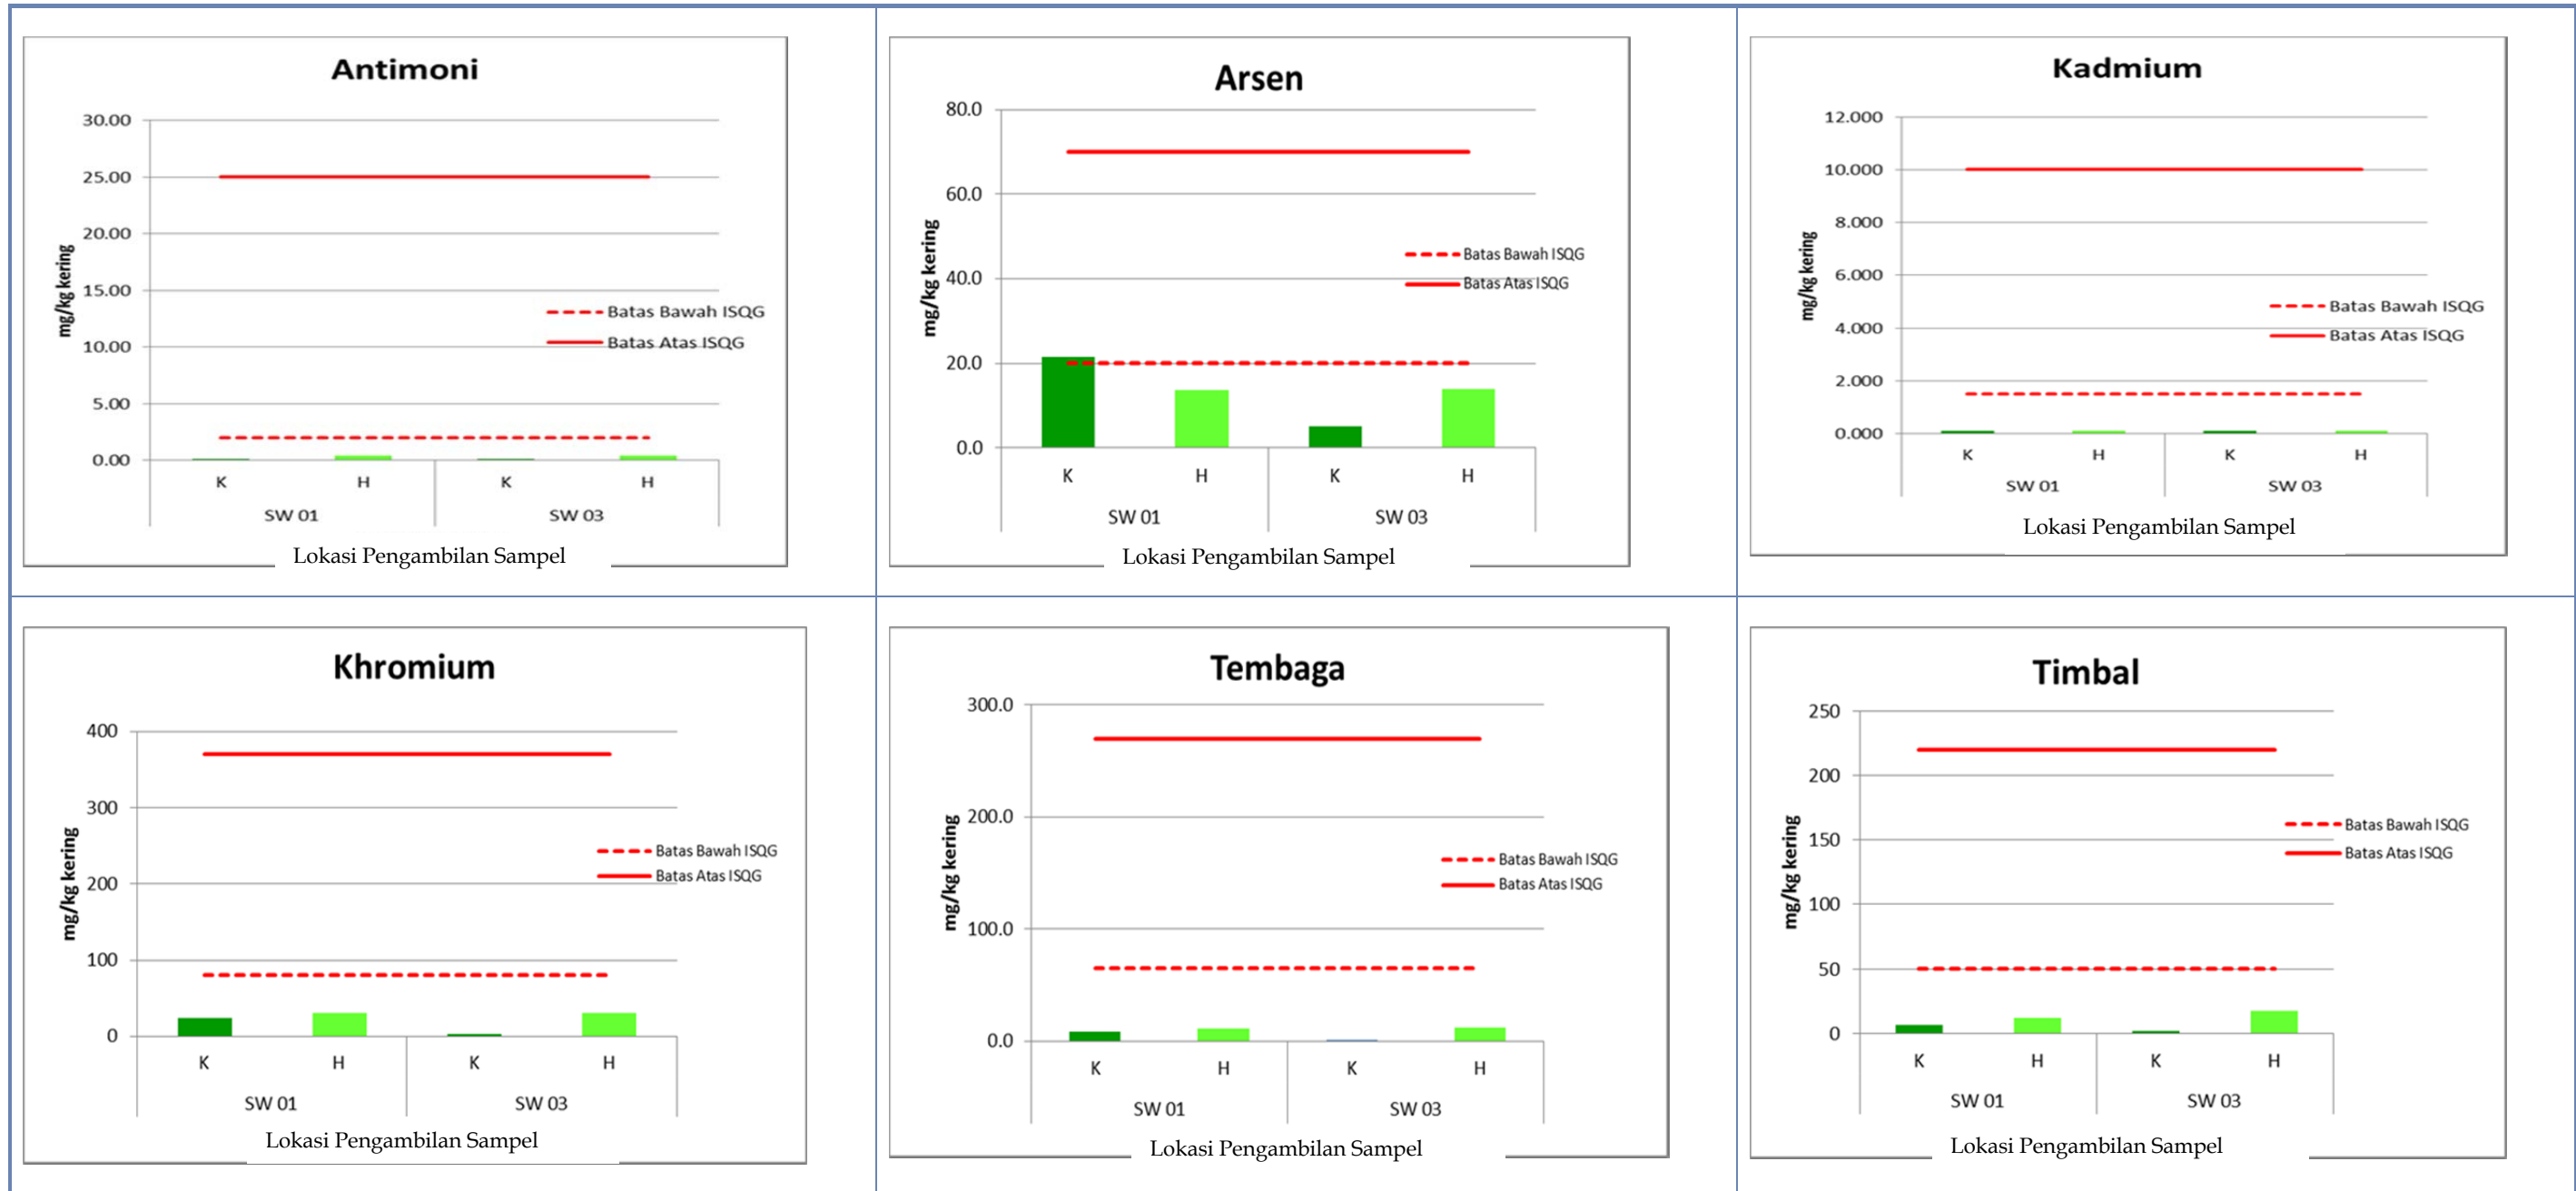 Antimoni
30.00
25.00
20.00
15.00
10.00
5.00
0.00
mg/kg kering
Batas Bawah ISQG
Batas Atas ISQG
K H K H
SW 01 SW 03
Lokasi Pengambilan Sampel
Arsen
80.0
60.0
40.0
20.0
0.0
mg/kg kering
Batas Bawah ISQG
Batas Atas ISQG
K H K H
SW 01 SW 03
Lokasi Pengambilan Sampel
Kadmium
12.000
10.000
8.000
6.000
4.000
2.000
0.000
mg/kg kering
Batas Bawah ISQG
Batas Atas ISQG
K H K H
SW 01 SW 03
Lokasi Pengambilan Sampel
Khromium
400
300
200
100
0
mg/kg kering
Batas Bawah ISQG
Batas Atas ISQG
K H K H
SW 01 SW 03
Lokasi Pengambilan Sampel
Tembaga
300.0
200.0
100.0
0.0
mg/kg kering
Batas Bawah ISQG
Batas Atas ISQG
K H K H
SW 01 SW 03
Lokasi Pengambilan Sampel
Timbal
250
200
150
100
50
0
mg/kg kering
Batas Bawah ISQG
Batas Atas ISQG
K H K H
SW 01 SW 03
Lokasi Pengambilan Sampel